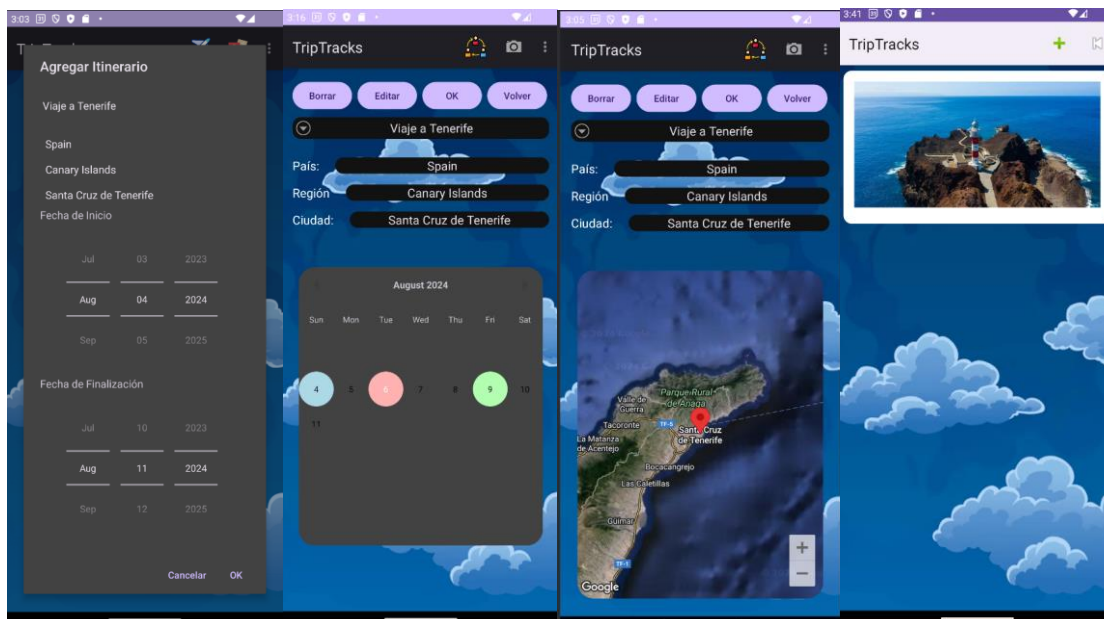 3:03
Agregar Itinerario
Viaje a Tenerife
Spain
Canary Islands
Santa Cruz de Tenerife
Fecha de Inicio
Jul 03 2023
Aug 04 2024
Sep 05 2025
Fecha de Finalización
Jul 10 2023
Aug 11 2024
Sep 12 2025
Cancelar OK
3:16
TripTracks
Borrar Editar OK Volver
Viaje a Tenerife
País: Spain
Región Canary Islands
Ciudad: Santa Cruz de Tenerife
August 2024
Sun Mon Tue Wed Thu Fri Sat
4 5 6 7 8 9 10
11
3:05
TripTracks
Borrar Editar OK Volver
Viaje a Tenerife
País: Spain
Región Canary Islands
Ciudad: Santa Cruz de Tenerife
Parque Rural
de Anaga
Valle de
Guerra
Tacoronte
TF-5
Santa Cruz
de Tenerife
La Matanza
de Acentejo
Bocacangrejo
Las Caletillas
Güimar
TF-1
+
−
Google
3:41
TripTracks